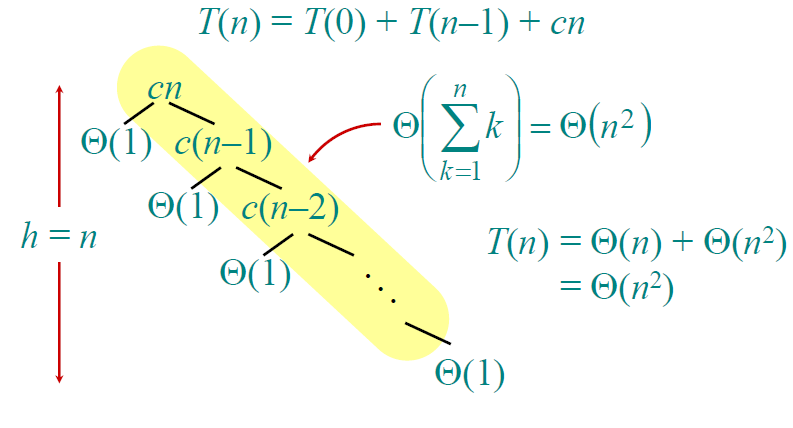 T(n) = T(0) + T(n–1) + cn
cn
Θ(1) c(n–1)
Θ(1) c(n–2)
Θ(1) ⋱
Θ(1)
h = n
Θ(∑_{k=1}^{n} k) = Θ(n²)
T(n) = Θ(n) + Θ(n²)
= Θ(n²)